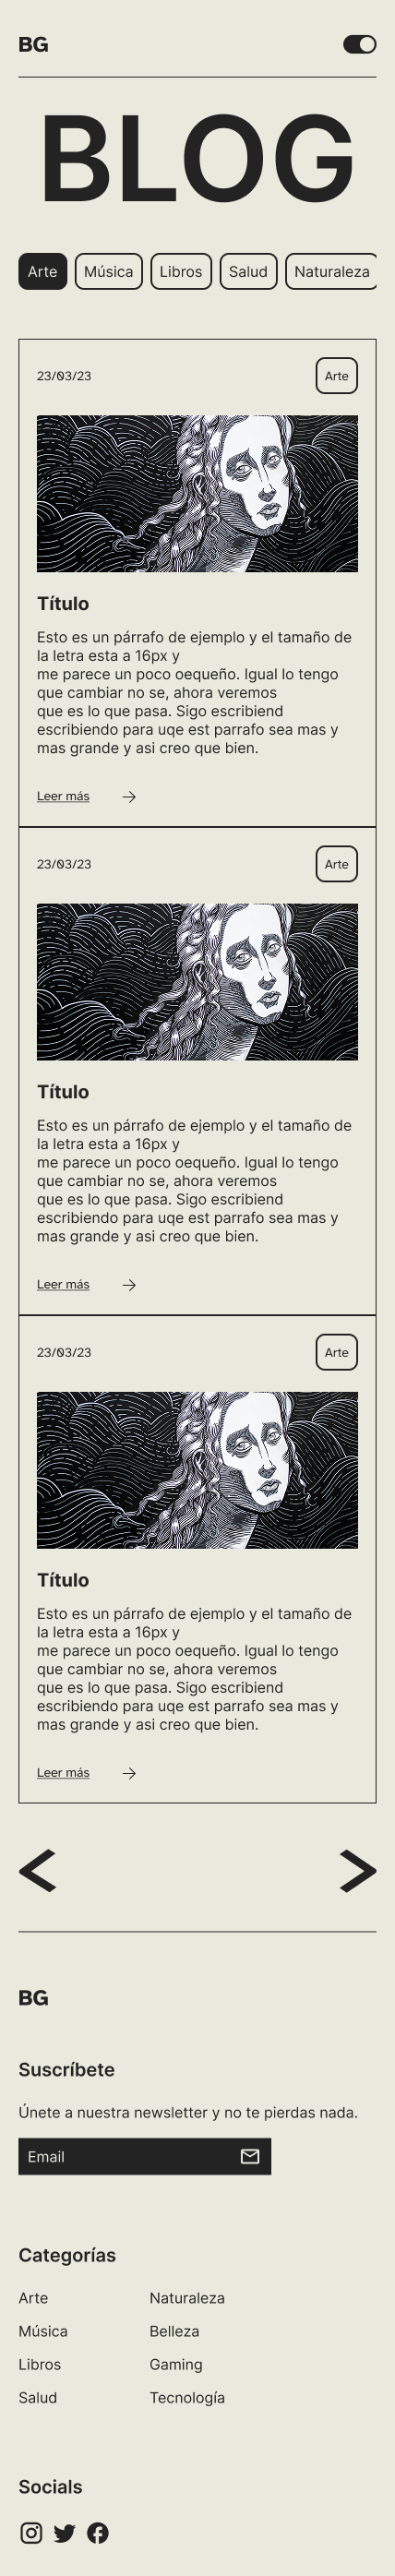 BG
BLOG
Arte Música Libros Salud Naturaleza
23/03/23 Arte
Título
Esto es un párrafo de ejemplo y el tamaño de
la letra esta a 16px y
me parece un poco oequeño. Igual lo tengo
que cambiar no se, ahora veremos
que es lo que pasa. Sigo escribiend
escribiendo para uqe est parrafo sea mas y
mas grande y asi creo que bien.
Leer más
23/03/23 Arte
Título
Esto es un párrafo de ejemplo y el tamaño de
la letra esta a 16px y
me parece un poco oequeño. Igual lo tengo
que cambiar no se, ahora veremos
que es lo que pasa. Sigo escribiend
escribiendo para uqe est parrafo sea mas y
mas grande y asi creo que bien.
Leer más
23/03/23 Arte
Título
Esto es un párrafo de ejemplo y el tamaño de
la letra esta a 16px y
me parece un poco oequeño. Igual lo tengo
que cambiar no se, ahora veremos
que es lo que pasa. Sigo escribiend
escribiendo para uqe est parrafo sea mas y
mas grande y asi creo que bien.
Leer más
BG
Suscríbete
Únete a nuestra newsletter y no te pierdas nada.
Email
Categorías
Arte Naturaleza
Música Belleza
Libros Gaming
Salud Tecnología
Socials